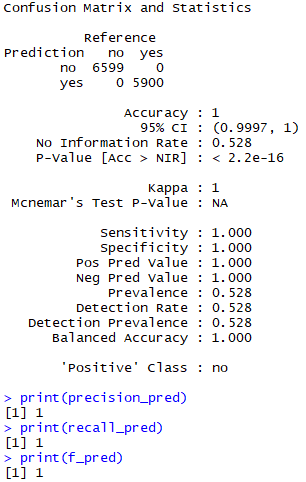 Confusion Matrix and Statistics
Reference
Prediction no yes
no 6599 0
yes 0 5900
Accuracy : 1
95% CI : (0.9997, 1)
No Information Rate : 0.528
P-Value [Acc > NIR] : < 2.2e-16
Kappa : 1
Mcnemar's Test P-Value : NA
Sensitivity : 1.000
Specificity : 1.000
Pos Pred Value : 1.000
Neg Pred Value : 1.000
Prevalence : 0.528
Detection Rate : 0.528
Detection Prevalence : 0.528
Balanced Accuracy : 1.000
'Positive' Class : no
> print(precision_pred)
[1] 1
> print(recall_pred)
[1] 1
> print(f_pred)
[1] 1